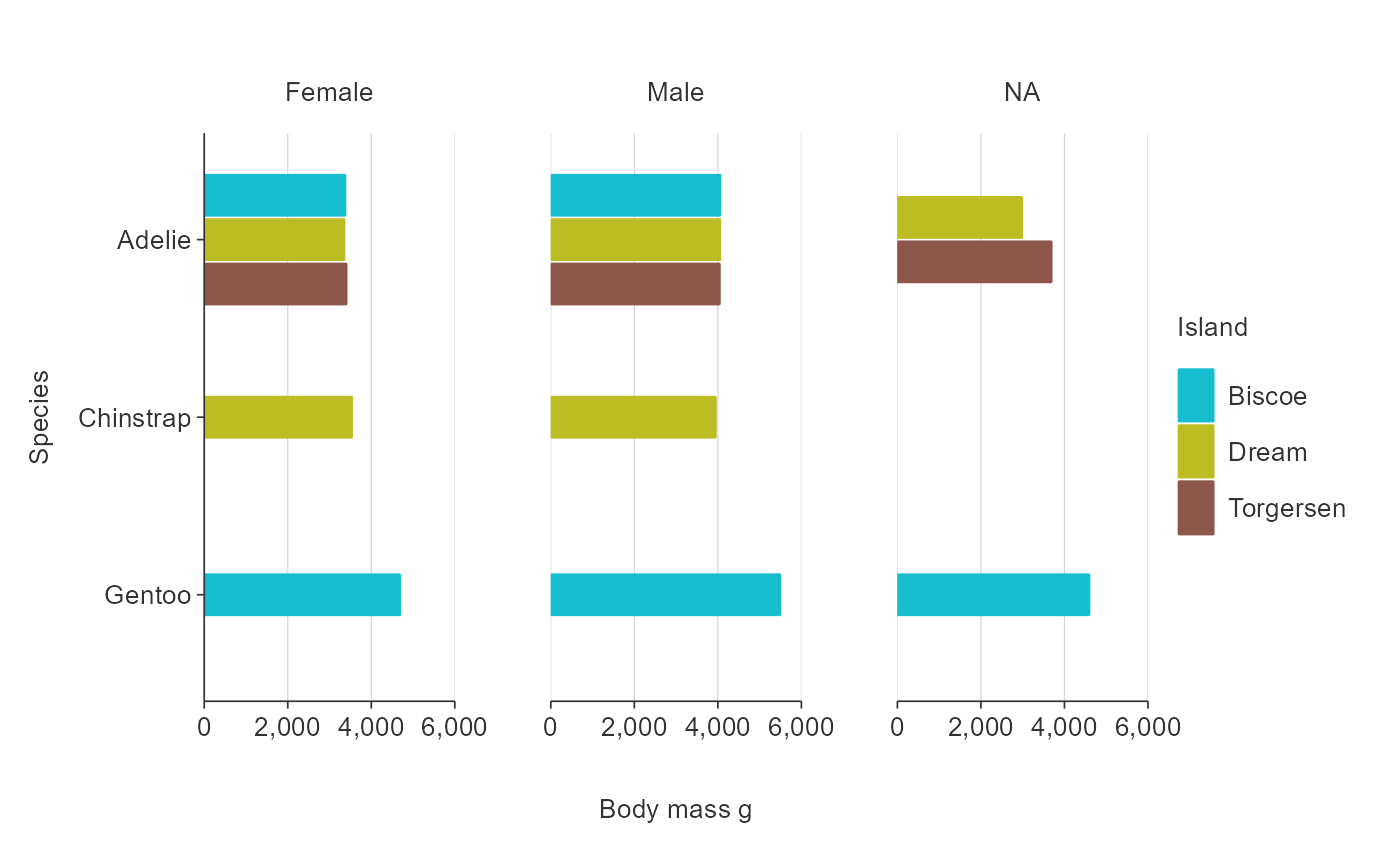 Female Male NA
Adelie
Chinstrap
Gentoo
Species
0 2,000 4,000 6,000 0 2,000 4,000 6,000 0 2,000 4,000 6,000
Body mass g
Island
Biscoe
Dream
Torgersen